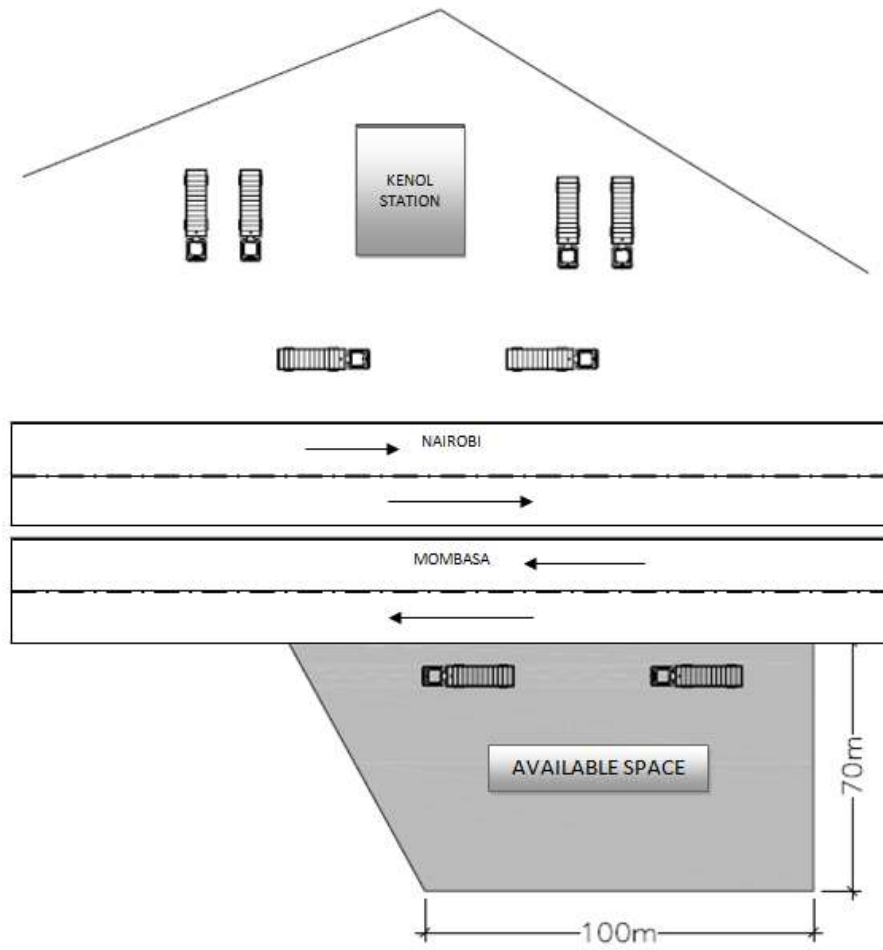 KENOL
STATION
NAIROBI
MOMBASA
AVAILABLE SPACE
70m
100m